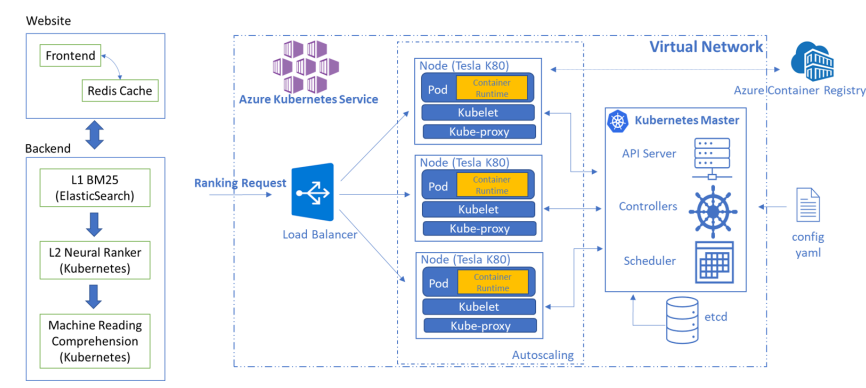 Website
Frontend
Redis Cache
Backend
L1 BM25
(ElasticSearch)
L2 Neural Ranker
(Kubernetes)
Machine Reading
Comprehension
(Kubernetes)
Azure Kubernetes Service
Ranking Request
Load Balancer
Node (Tesla K80)
Pod
Container
Runtime
Kubelet
Kube-proxy
Node (Tesla K80)
Pod
Container
Runtime
Kubelet
Kube-proxy
Node (Tesla K80)
Pod
Container
Runtime
Kubelet
Kube-proxy
Autoscaling
Virtual Network
Kubernetes Master
API Server
Controllers
Scheduler
etcd
Azure Container Registry
config
yaml